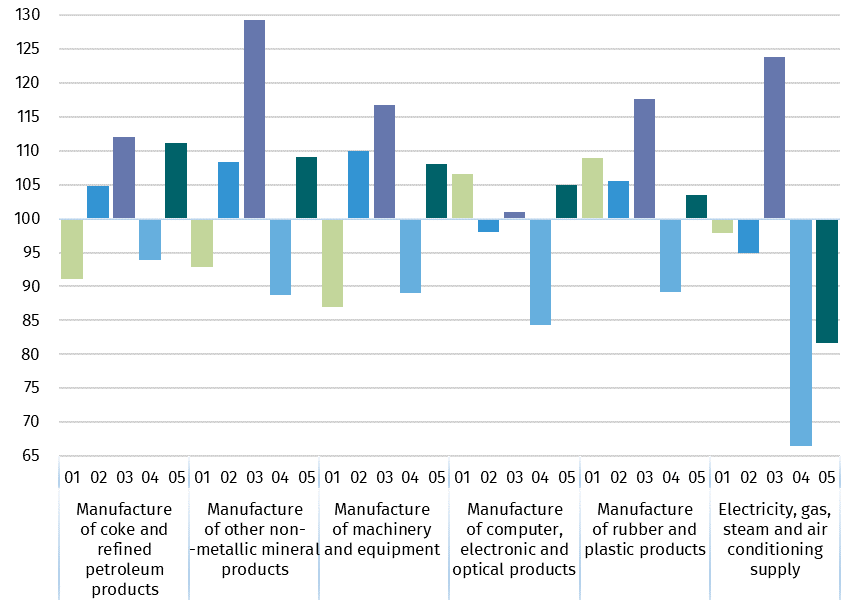 130
125
120
115
110
105
100
95
90
85
80
75
70
65
01 02 03 04 05 01 02 03 04 05 01 02 03 04 05 01 02 03 04 05 01 02 03 04 05 01 02 03 04 05
Manufacture
of coke and
refined
petroleum
products
Manufacture
of other non-
-metallic mineral
products
Manufacture
of machinery
and equipment
Manufacture
of computer,
electronic and
optical products
Manufacture
of rubber and
plastic products
Electricity, gas,
steam and air
conditioning
supply